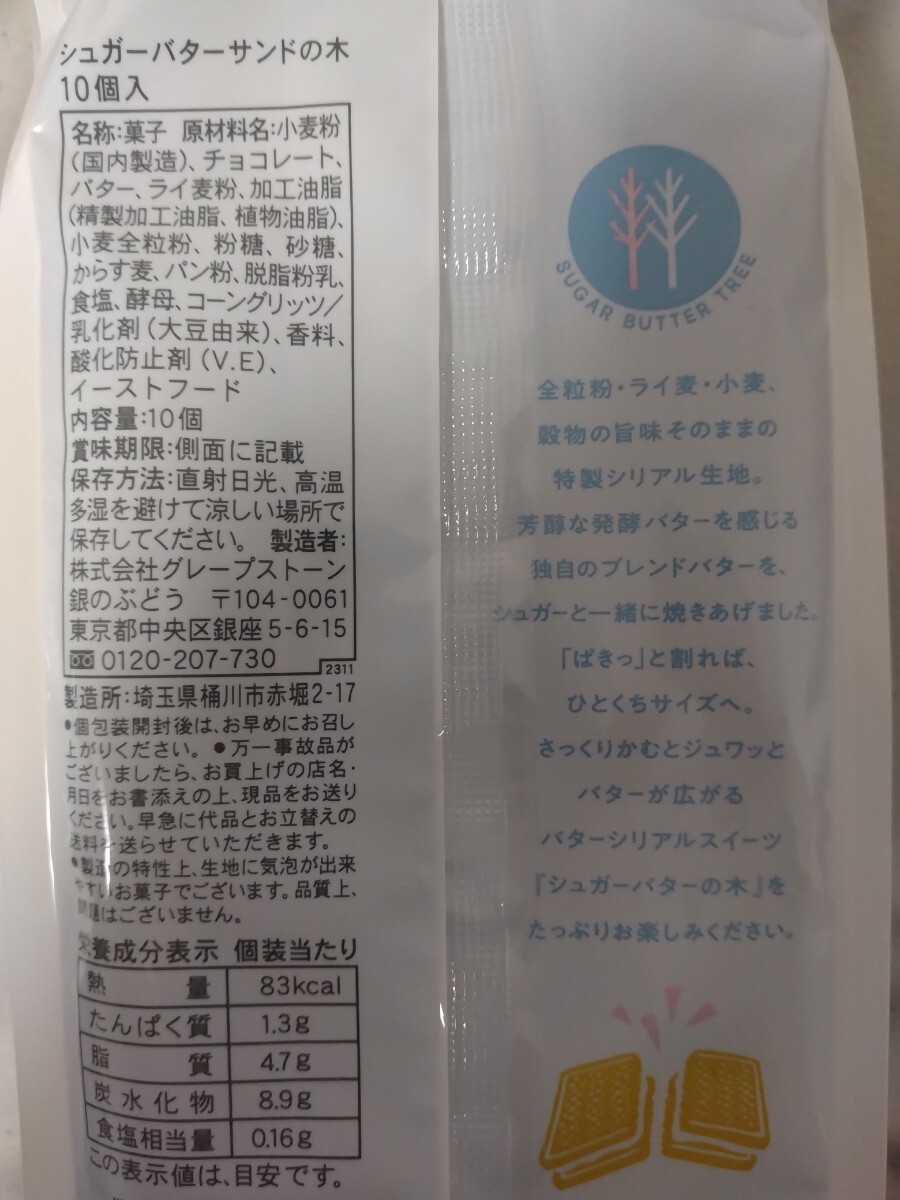 シュガーバターサンドの木
10個入
名称:菓子 原材料名:小麦粉
(国内製造)、チョコレート、
バター、ライ麦粉、加工油脂
(精製加工油脂、植物油脂)、
小麦全粒粉、粉糖、砂糖、
からす麦、パン粉、脱脂粉乳、
食塩、酵母、コーングリッツ/
乳化剤(大豆由来)、香料、
酸化防止剤(V.E)、
イーストフード
内容量:10個
賞味期限:側面に記載
保存方法:直射日光、高温
多湿を避けて涼しい場所で
保存してください。 製造者:
株式会社グレープストーン
銀のぶどう 〒104-0061
東京都中央区銀座5-6-15
0120-207-730
2311
製造所:埼玉県桶川市赤堀2-17
●個包装開封後は、お早めにお召し
上がりください。●万一事故品が
ございましたら、お買上げの店名・
月日をお書添えの上、現品をお送り
ください。早急に代品とお立替えの
送料を送らせていただきます。
●製造の特性上、生地に気泡が出来
やすいお菓子でございます。品質上、
問題はございません。
栄養成分表示 個装当たり
熱量 83kcal
たんぱく質 1.3g
脂質 4.7g
炭水化物 8.9g
食塩相当量 0.16g
この表示値は、目安です。
SUGAR BUTTER TREE
全粒粉・ライ麦・小麦、
穀物の旨味そのままの
特製シリアル生地。
芳醇な発酵バターを感じる
独自のブレンドバターを、
シュガーと一緒に焼きあげました。
「ぱきっ」と割れば、
ひとくちサイズへ。
さっくりかむとジュワッと
バターが広がる
バターシリアルスイーツ
『シュガーバターの木』を
たっぷりお楽しみください。